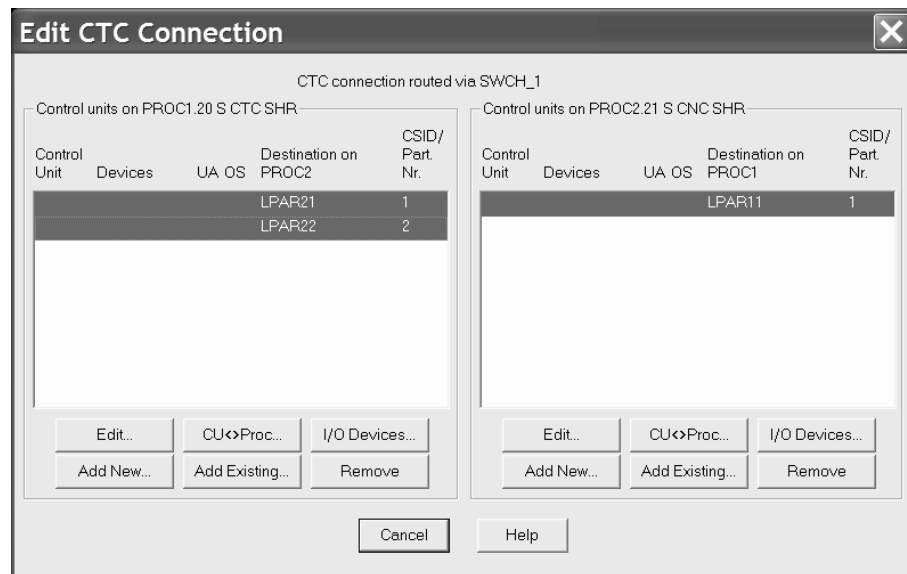 Edit CTC Connection
CTC connection routed via SWCH_1
Control units on PROC1.20 S CTC SHR
Control Unit Devices UA OS Destination on PROC2 CSID/ Part. Nr.
LPAR21 1
LPAR22 2
Edit... CU<>Proc... I/O Devices...
Add New... Add Existing... Remove
Control units on PROC2.21 S CNC SHR
Control Unit Devices UA OS Destination on PROC1 CSID/ Part. Nr.
LPAR11 1
Edit... CU<>Proc... I/O Devices...
Add New... Add Existing... Remove
Cancel Help